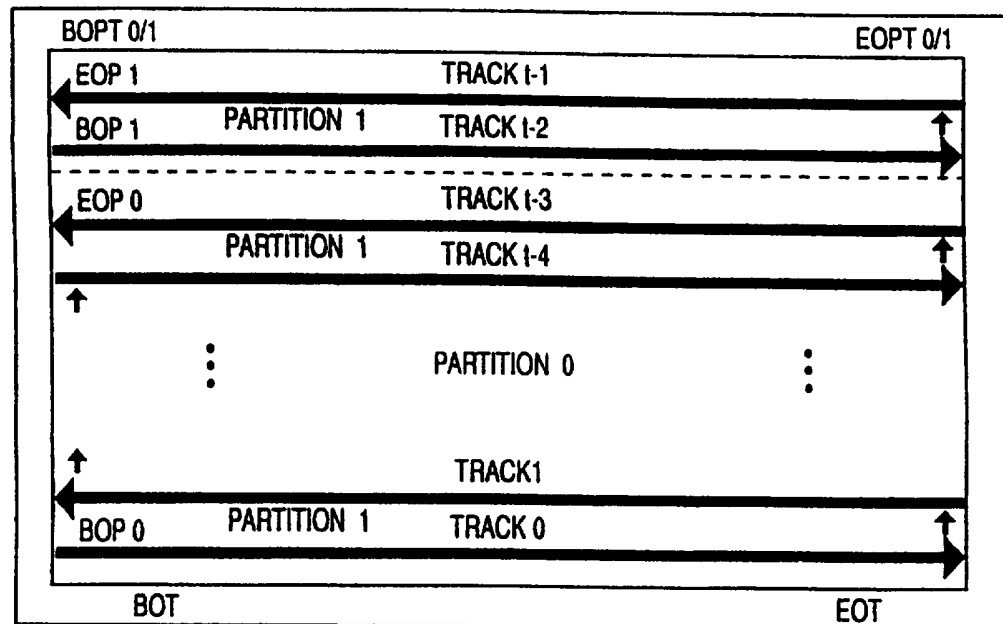 BOPT 0/1 EOPT 0/1
EOP 1 TRACK t-1
PARTITION 1
BOP 1 TRACK t-2
EOP 0 TRACK t-3
PARTITION 1
TRACK t-4
PARTITION 0
TRACK1
PARTITION 1
BOP 0 TRACK 0
BOT EOT